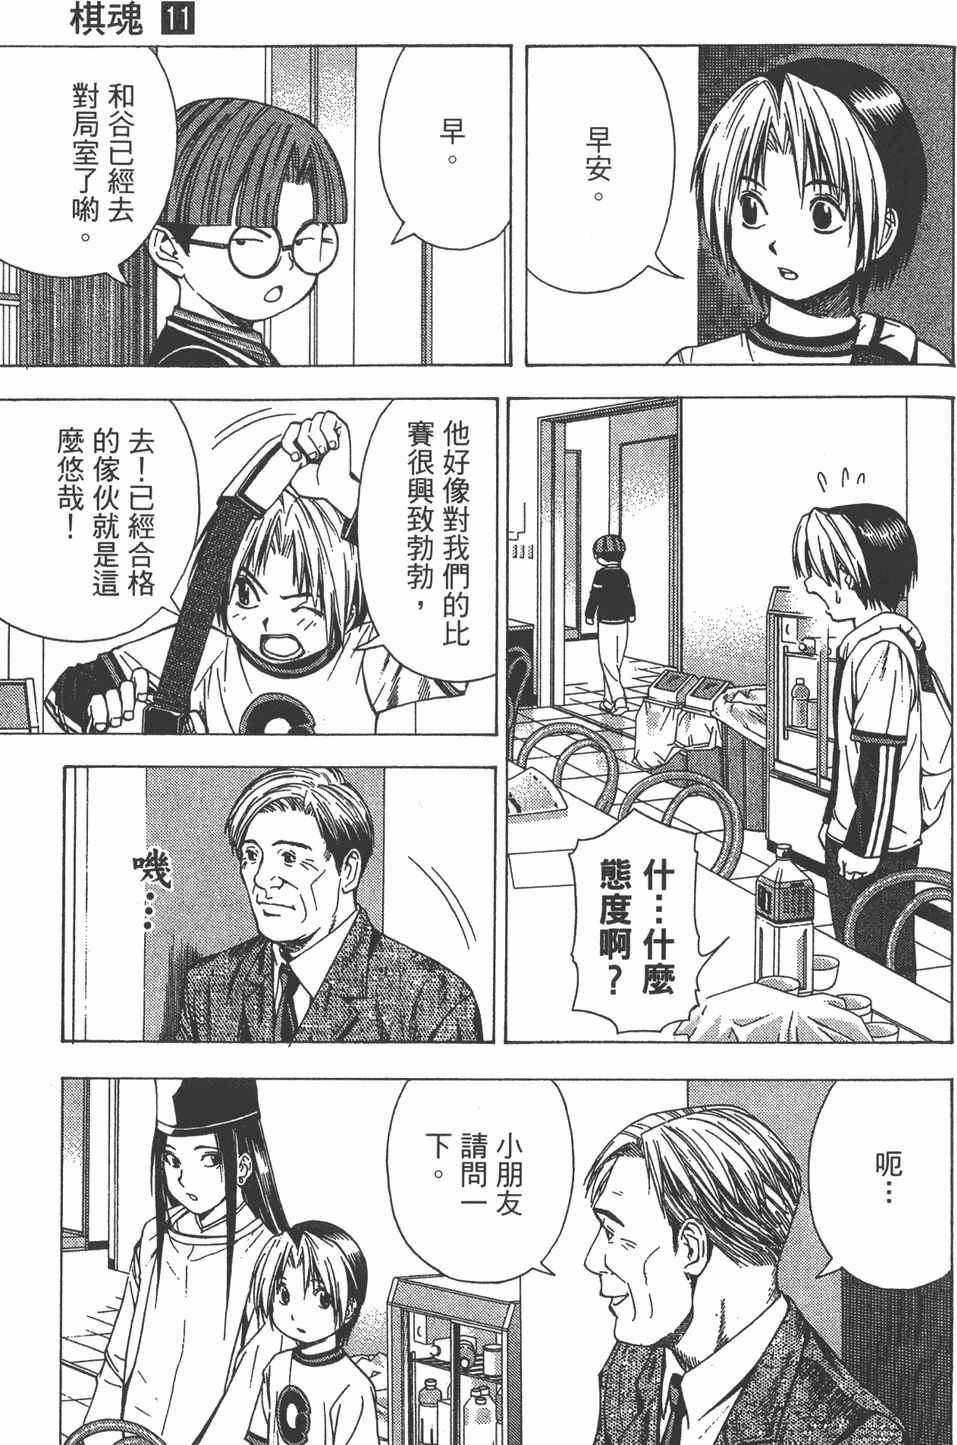 棋魂 11
早安。
早。
和谷已經去
對局室了喲。
什…什麼
態度啊？
他好像對我們的比
賽很興致勃勃，
去！已經合格
的傢伙就是這
麼悠哉！
嘰…
呃…
小朋友
請問一
下。